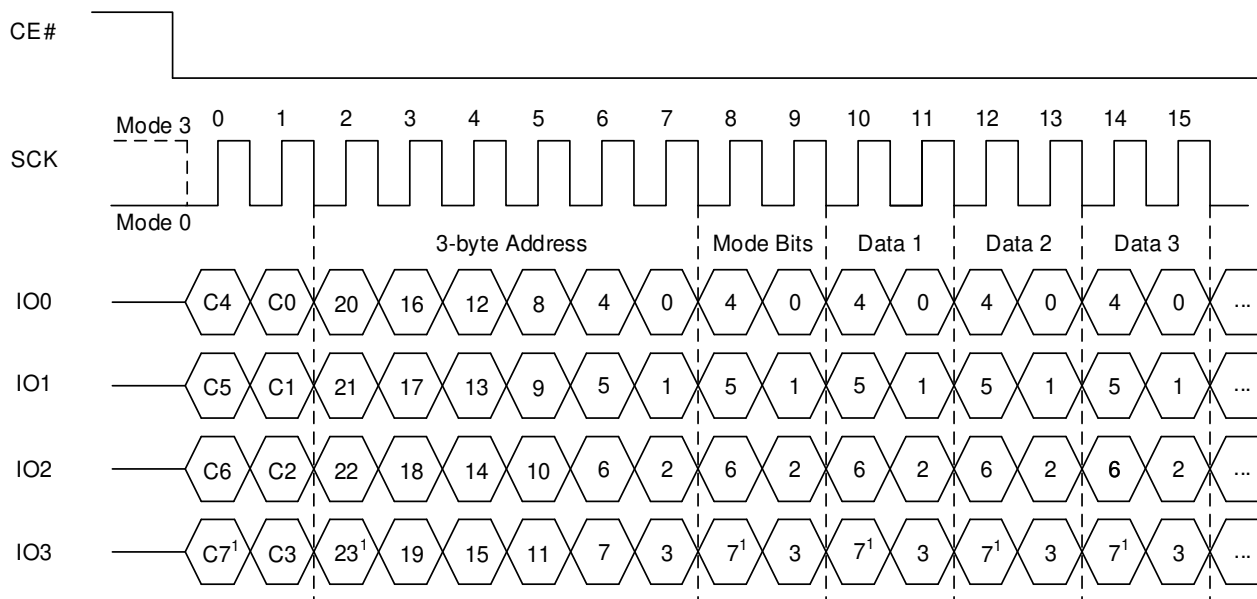 CE#
Mode 3 0 1 2 3 4 5 6 7 8 9 10 11 12 13 14 15
SCK
Mode 0
3-byte Address Mode Bits Data 1 Data 2 Data 3
IO0 C4 C0 20 16 12 8 4 0 4 0 4 0 4 0 4 0 ...
IO1 C5 C1 21 17 13 9 5 1 5 1 5 1 5 1 5 1 ...
IO2 C6 C2 22 18 14 10 6 2 6 2 6 2 6 2 6 2 ...
IO3 C7¹ C3 23¹ 19 15 11 7 3 7¹ 3 7¹ 3 7¹ 3 7¹ 3 ...